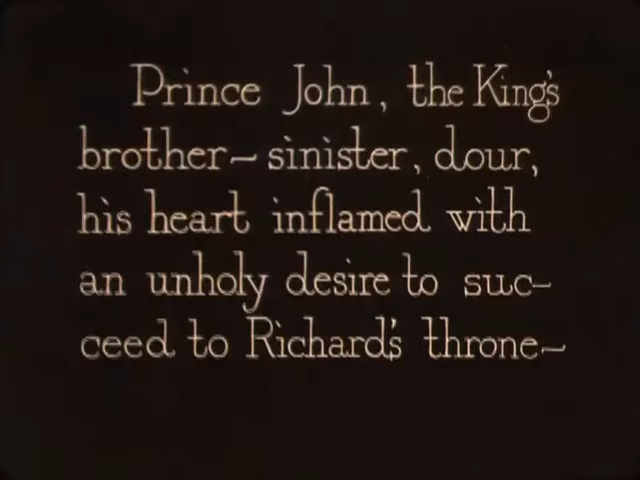 Prince John, the King's
brother— sinister, dour,
his heart inflamed with
an unholy desire to suc-
ceed to Richard's throne—